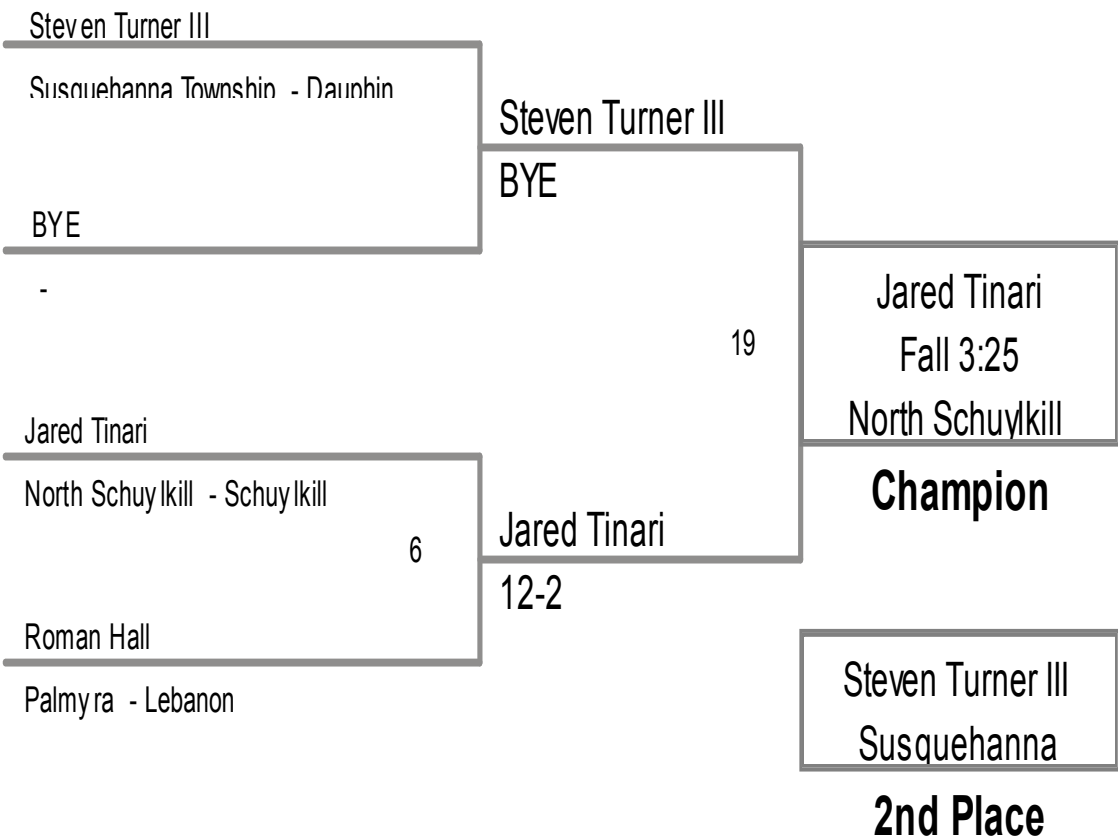 Steven Turner III
Susquehanna Township - Dauphin
BYE
-
Jared Tinari
North Schuylkill - Schuylkill
6
Roman Hall
Palmyra - Lebanon
Steven Turner III
BYE
19
Jared Tinari
12-2
Jared Tinari
Fall 3:25
North Schuylkill
Champion
Steven Turner III
Susquehanna
2nd Place